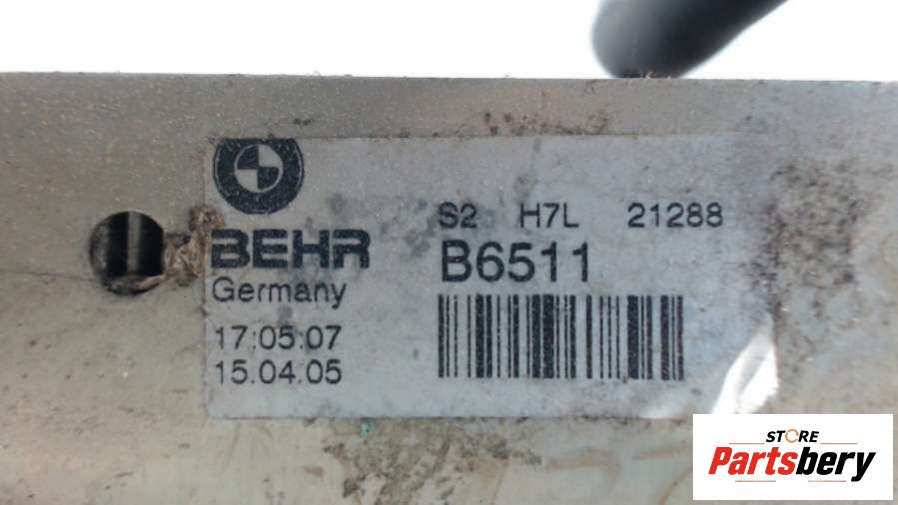 BEHR
Germany
17:05:07
15.04.05
S2 H7L 21288
B6511
STORE
Partsbery